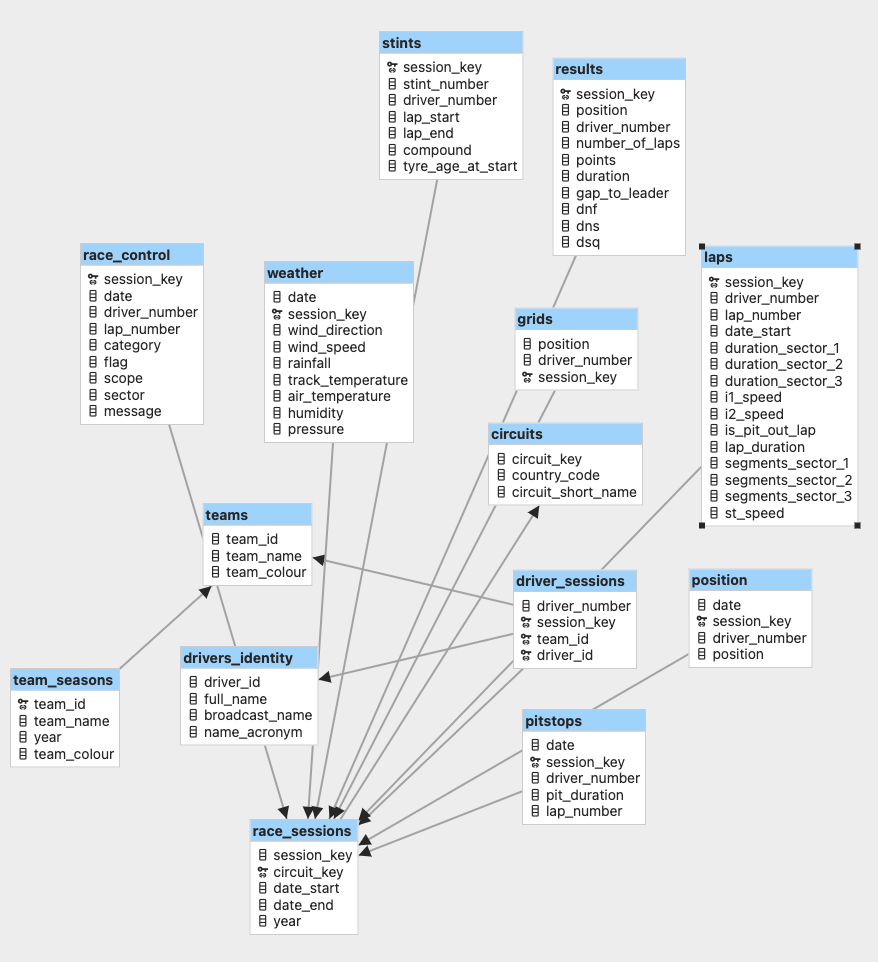 stints
session_key
stint_number
driver_number
lap_start
lap_end
compound
tyre_age_at_start
results
session_key
position
driver_number
number_of_laps
points
duration
gap_to_leader
dnf
dns
dsq
race_control
session_key
date
driver_number
lap_number
category
flag
scope
sector
message
weather
date
session_key
wind_direction
wind_speed
rainfall
track_temperature
air_temperature
humidity
pressure
laps
session_key
driver_number
lap_number
date_start
duration_sector_1
duration_sector_2
duration_sector_3
i1_speed
i2_speed
is_pit_out_lap
lap_duration
segments_sector_1
segments_sector_2
segments_sector_3
st_speed
grids
position
driver_number
session_key
circuits
circuit_key
country_code
circuit_short_name
teams
team_id
team_name
team_colour
driver_sessions
driver_number
session_key
team_id
driver_id
position
date
session_key
driver_number
position
drivers_identity
driver_id
full_name
broadcast_name
name_acronym
team_seasons
team_id
team_name
year
team_colour
pitstops
date
session_key
driver_number
pit_duration
lap_number
race_sessions
session_key
circuit_key
date_start
date_end
year